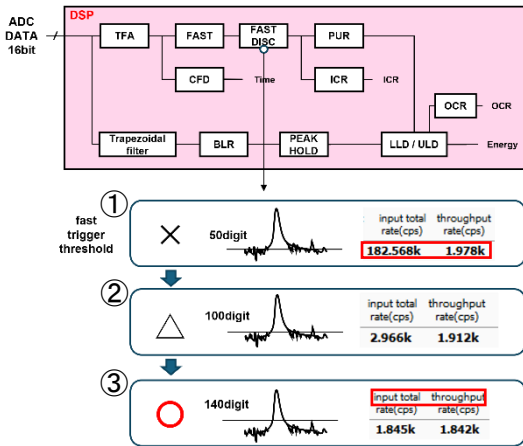 DSP
ADC
DATA
16bit
TFA
FAST
FAST
DISC
PUR
CFD
Time
ICR
ICR
OCR
OCR
Trapezoidal
filter
BLR
PEAK
HOLD
LLD / ULD
Energy
fast
trigger
threshold
①
50digit
input total throughput
rate(cps) rate(cps)
182.568k 1.978k
②
100digit
input total throughput
rate(cps) rate(cps)
2.966k 1.912k
③
140digit
input total throughput
rate(cps) rate(cps)
1.845k 1.842k